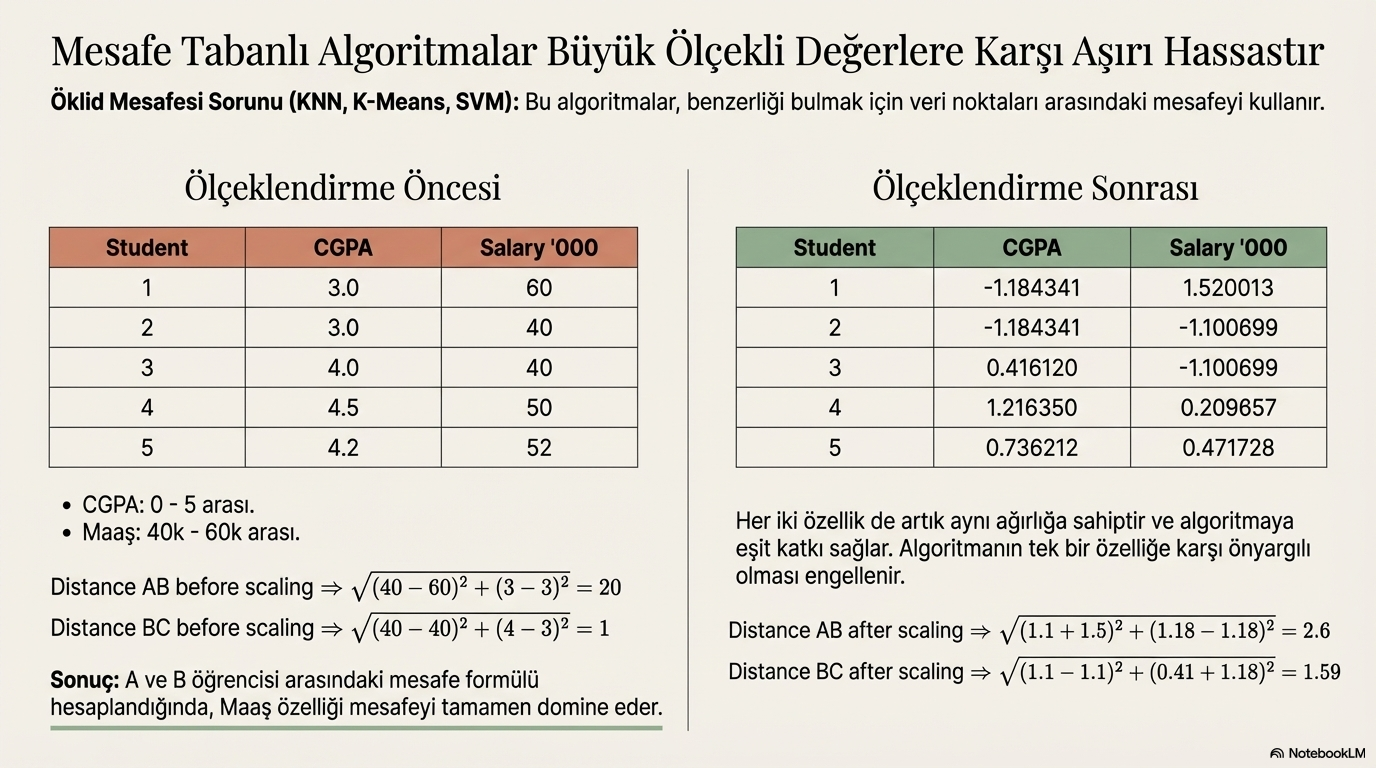 Mesafe Tabanlı Algoritmalar Büyük Ölçekli Değerlere Karşı Aşırı Hassastır
Öklid Mesafesi Sorunu (KNN, K-Means, SVM): Bu algoritmalar, benzerliği bulmak için veri noktaları arasındaki mesafeyi kullanır.
Ölçeklendirme Öncesi
Student CGPA Salary '000
1 3.0 60
2 3.0 40
3 4.0 40
4 4.5 50
5 4.2 52
• CGPA: 0 - 5 arası.
• Maaş: 40k - 60k arası.
Distance AB before scaling ⇒ √(40 − 60)² + (3 − 3)² = 20
Distance BC before scaling ⇒ √(40 − 40)² + (4 − 3)² = 1
Sonuç: A ve B öğrencisi arasındaki mesafe formülü
hesaplandığında, Maaş özelliği mesafeyi tamamen domine eder.
Ölçeklendirme Sonrası
Student CGPA Salary '000
1 -1.184341 1.520013
2 -1.184341 -1.100699
3 0.416120 -1.100699
4 1.216350 0.209657
5 0.736212 0.471728
Her iki özellik de artık aynı ağırlığa sahiptir ve algoritmaya
eşit katkı sağlar. Algoritmanın tek bir özelliğe karşı önyargılı
olması engellenir.
Distance AB after scaling ⇒ √(1.1 + 1.5)² + (1.18 − 1.18)² = 2.6
Distance BC after scaling ⇒ √(1.1 − 1.1)² + (0.41 + 1.18)² = 1.59
NotebookLM